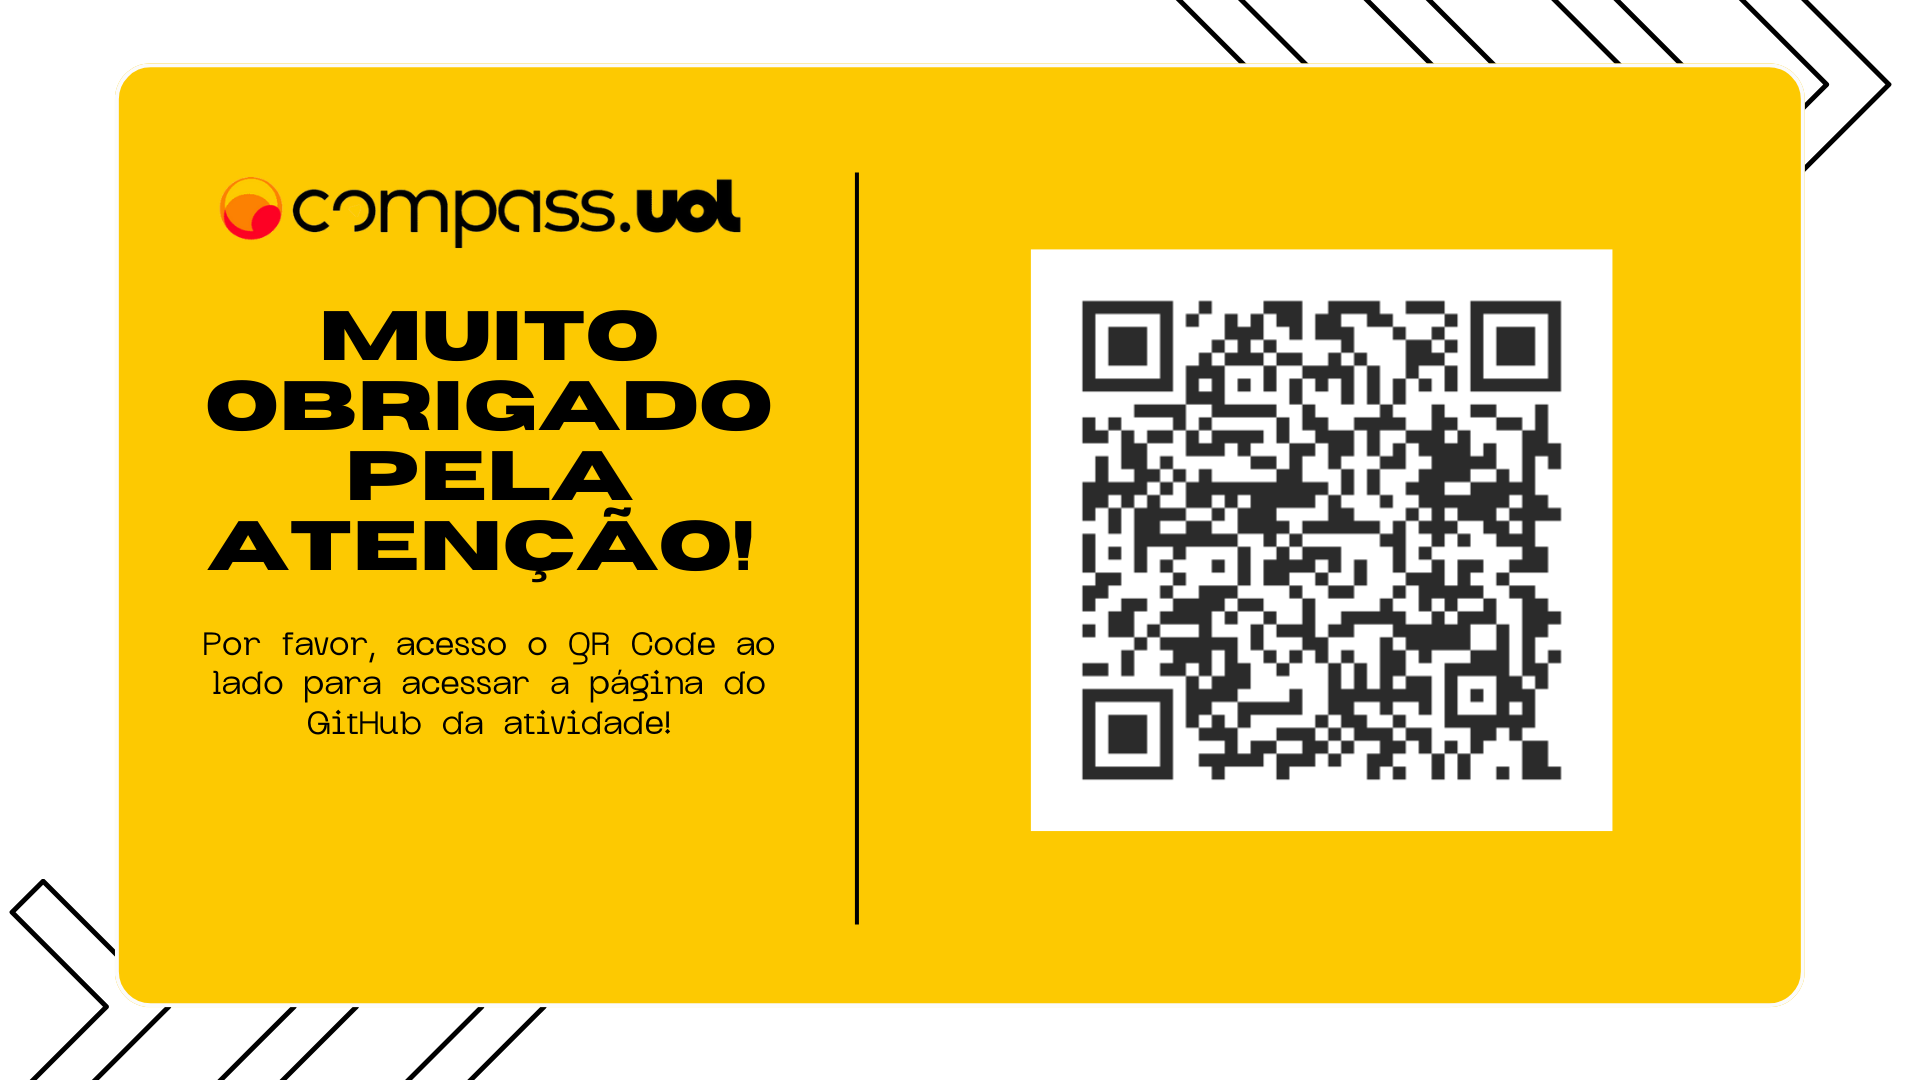 compass.uol
MUITO
OBRIGADO
PELA
ATENÇÃO!
Por favor, acesso o QR Code ao
lado para acessar a página do
GitHub da atividade!